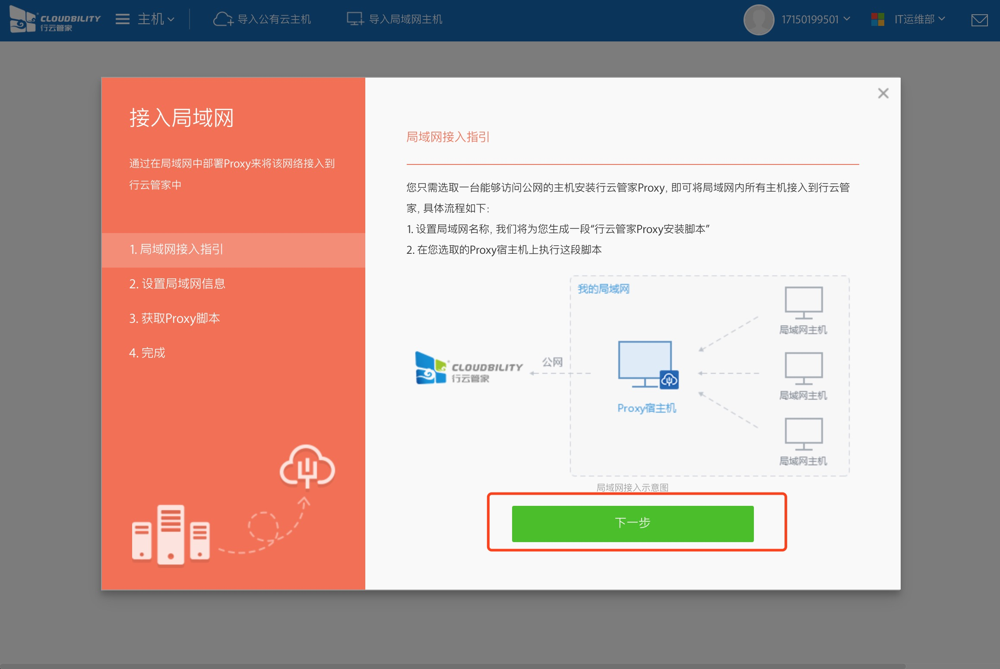 CLOUDBILITY
行云管家
主机
导入公有云主机
导入局域网主机
17150199501
IT运维部
接入局域网
通过在局域网中部署Proxy来将该网络接入到
行云管家中
1. 局域网接入指引
2. 设置局域网信息
3. 获取Proxy脚本
4. 完成
局域网接入指引
您只需选取一台能够访问公网的主机安装行云管家Proxy, 即可将局域网内所有主机接入到行云管
家, 具体流程如下:
1. 设置局域网名称, 我们将为您生成一段“行云管家Proxy安装脚本”
2. 在您选取的Proxy宿主机上执行这段脚本
我的局域网
局域网主机
公网
CLOUDBILITY
行云管家
局域网主机
Proxy宿主机
局域网主机
局域网接入示意图
下一步